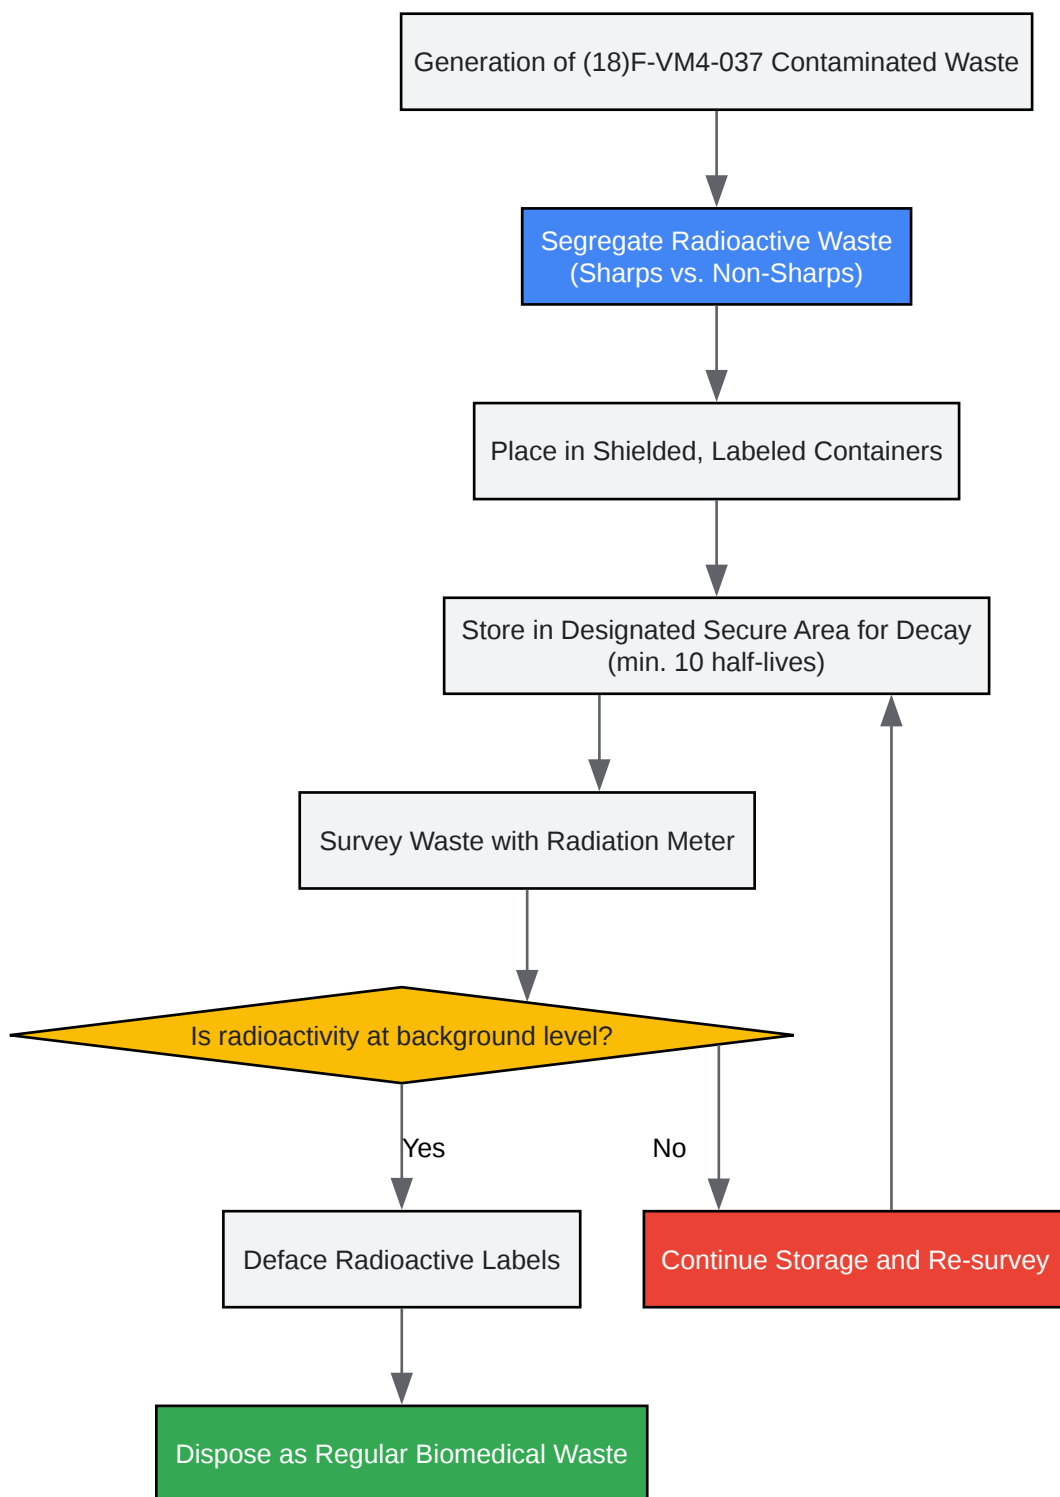 Generation of (18)F-VM4-037 Contaminated Waste
Segregate Radioactive Waste
(Sharps vs. Non-Sharps)
Place in Shielded, Labeled Containers
Store in Designated Secure Area for Decay
(min. 10 half-lives)
Survey Waste with Radiation Meter
Is radioactivity at background level?
Yes
No
Deface Radioactive Labels
Continue Storage and Re-survey
Dispose as Regular Biomedical Waste